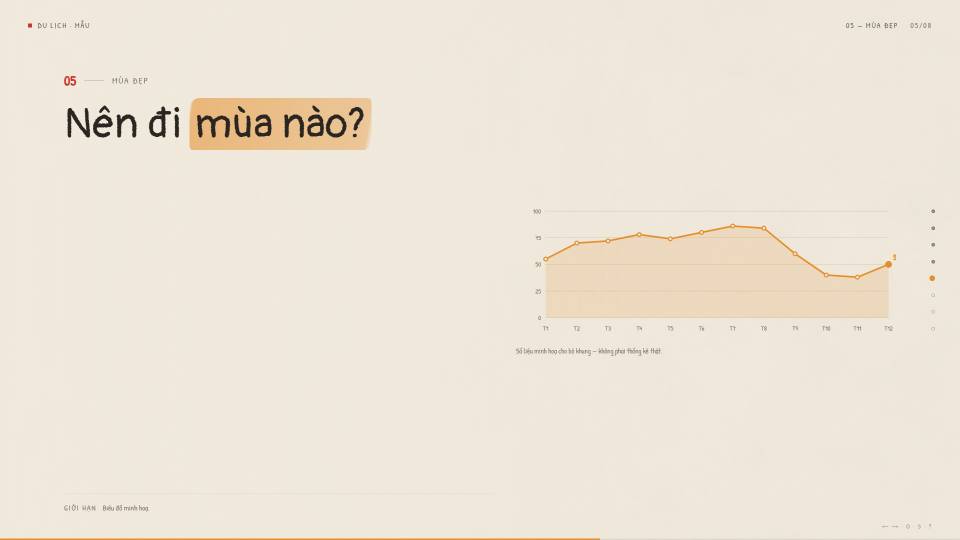 DU LỊCH · MẪU
05 — MÙA ĐẸP 05/08
05 — MÙA ĐẸP
Nên đi mùa nào?
100
75
50
25
0
T1 T2 T3 T4 T5 T6 T7 T8 T9 T10 T11 T12
Số liệu minh hoạ cho bộ khung — không phải thống kê thật.
GIỚI HẠN Biểu đồ minh hoạ.